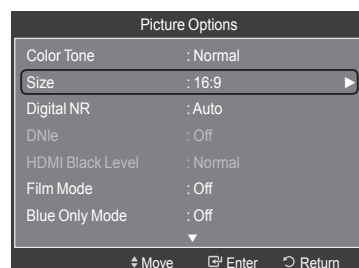 Picture Options
Color Tone : Normal
Size : 16:9
Digital NR : Auto
DNIe : Off
HDMI Black Level : Normal
Film Mode : Off
Blue Only Mode : Off
Move Enter Return